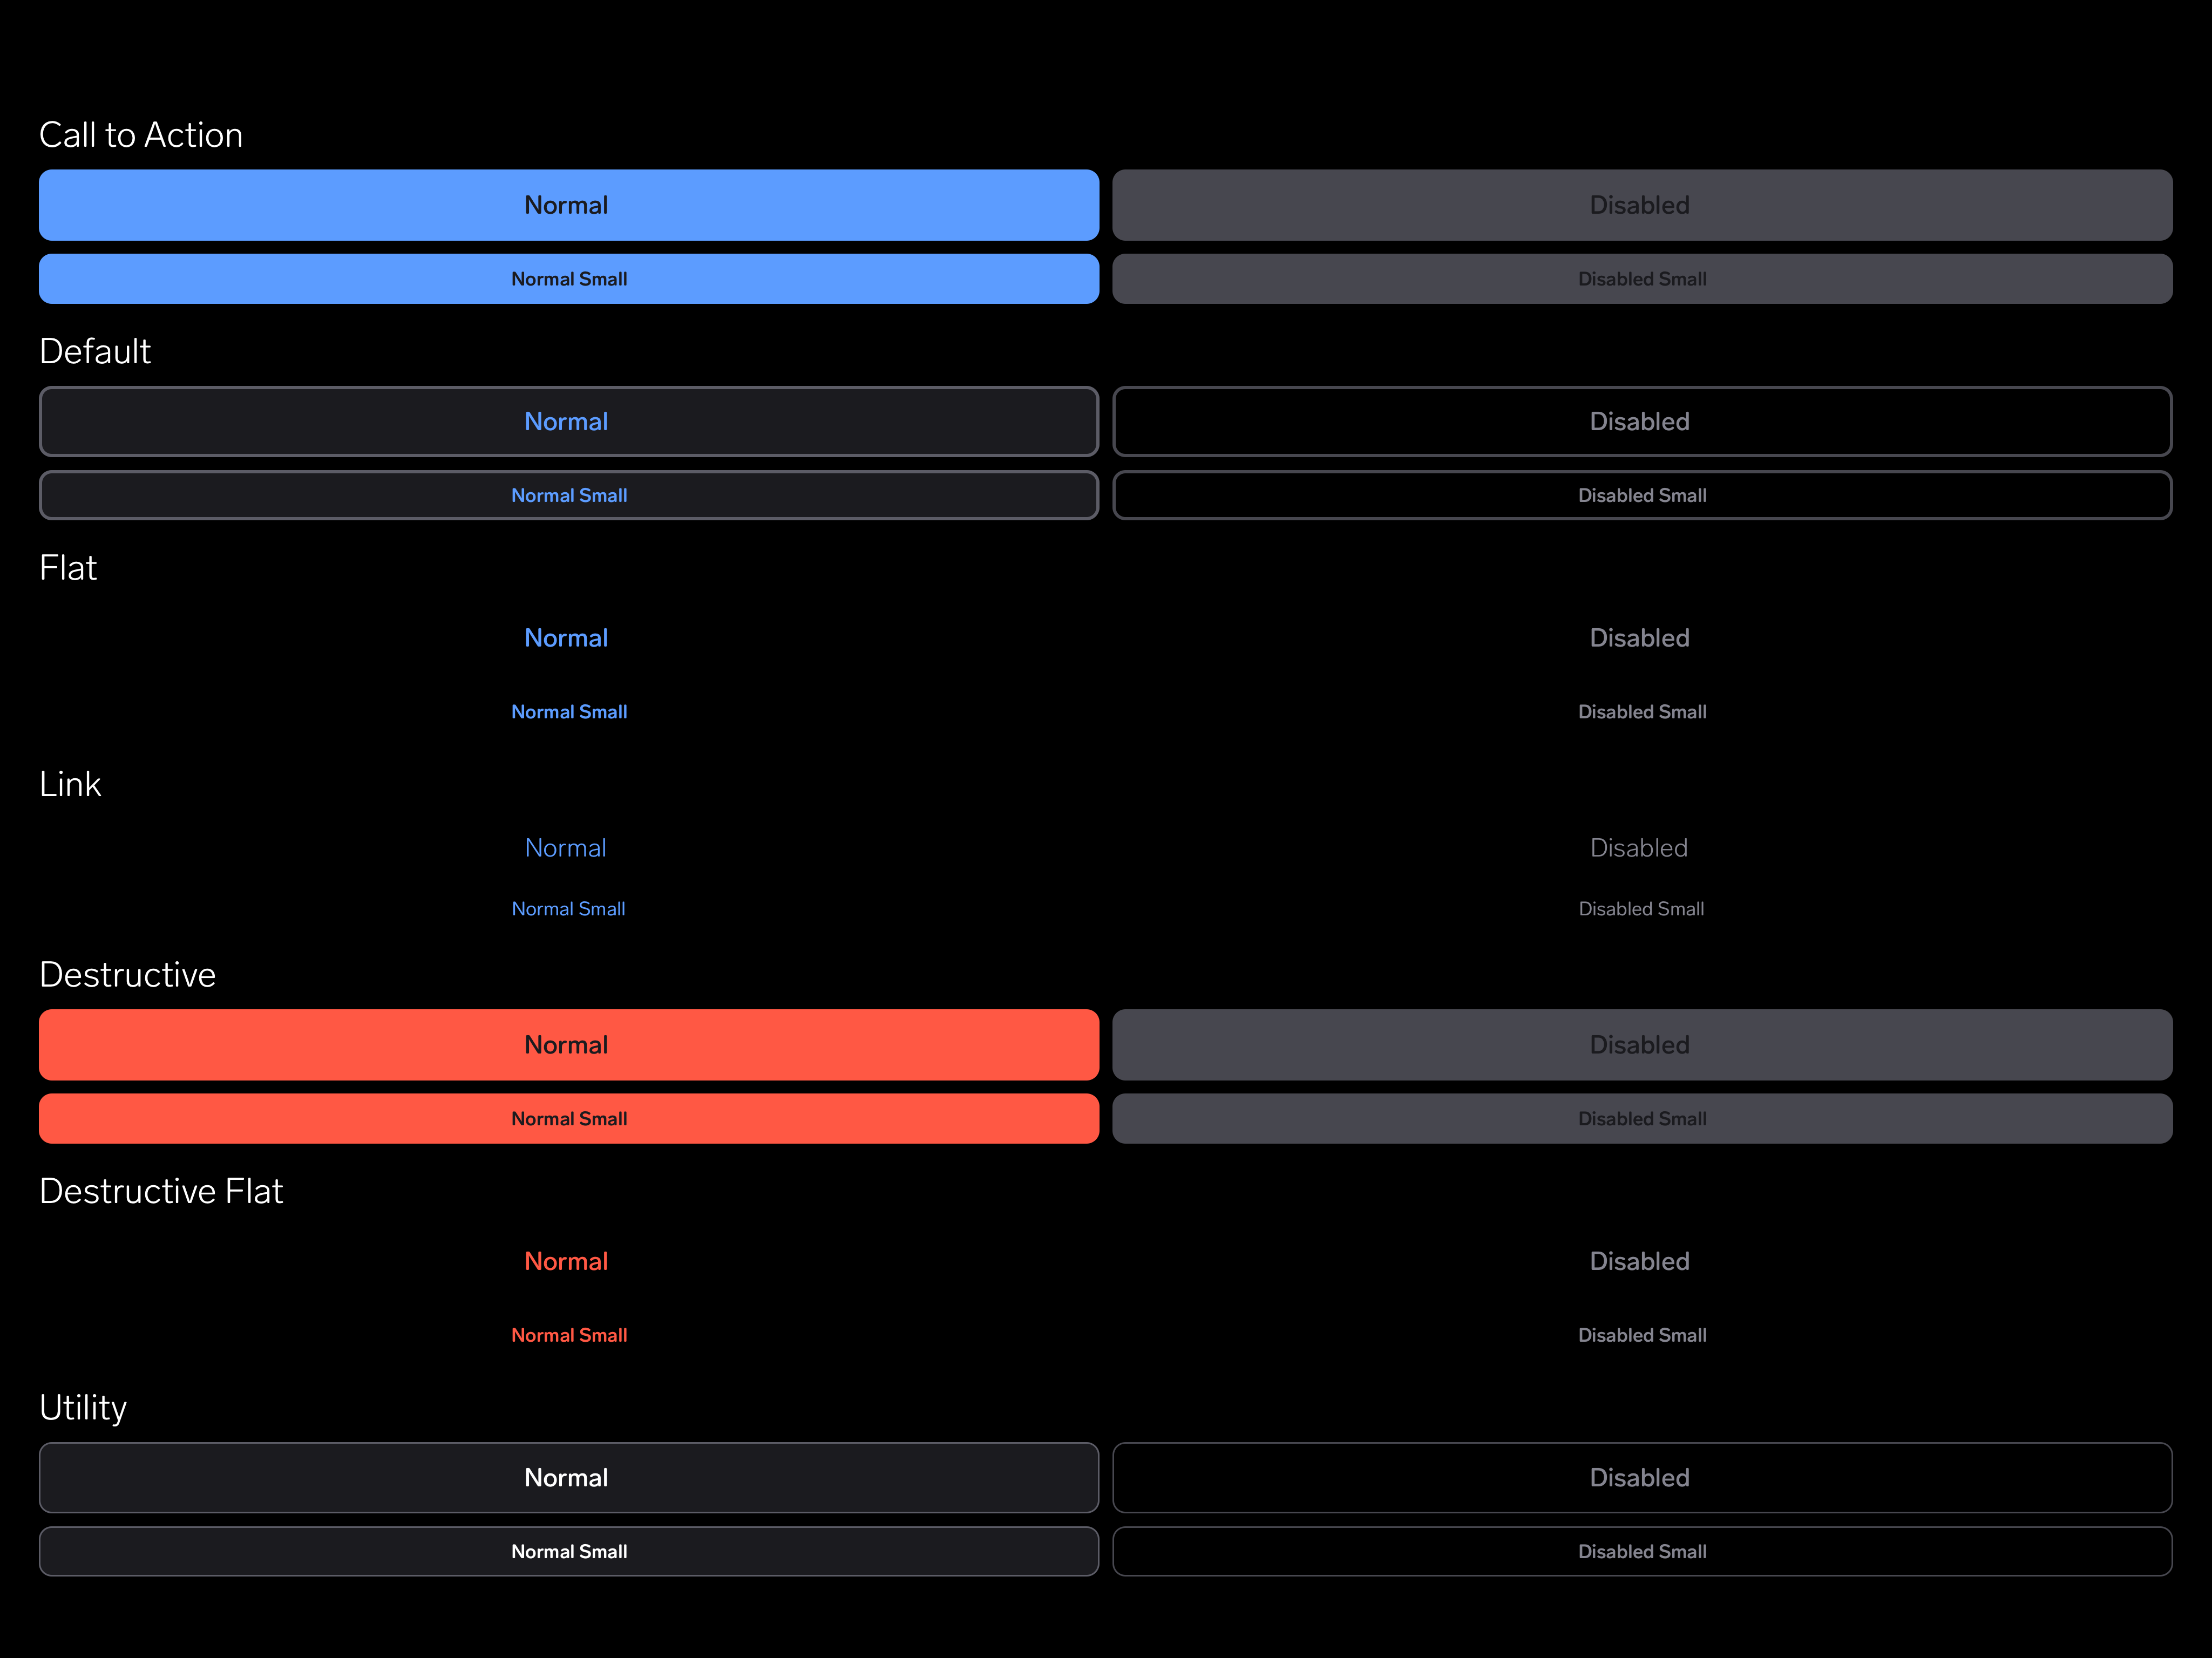 Call to Action
Normal Disabled
Normal Small Disabled Small
Default
Normal Disabled
Normal Small Disabled Small
Flat
Normal Disabled
Normal Small Disabled Small
Link
Normal Disabled
Normal Small Disabled Small
Destructive
Normal Disabled
Normal Small Disabled Small
Destructive Flat
Normal Disabled
Normal Small Disabled Small
Utility
Normal Disabled
Normal Small Disabled Small